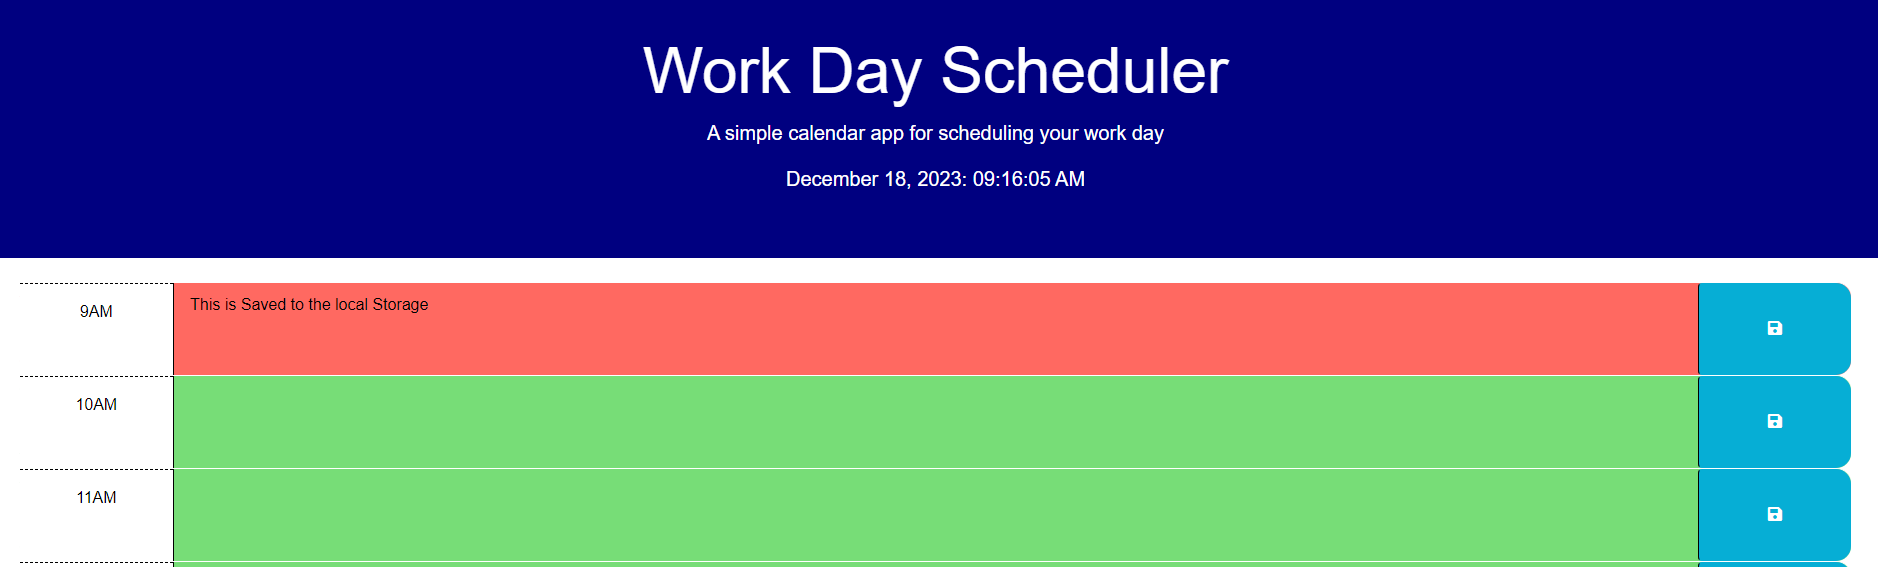 Work Day Scheduler
A simple calendar app for scheduling your work day
December 18, 2023: 09:16:05 AM
9AM
This is Saved to the local Storage
10AM
11AM